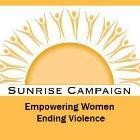 SUNRISE CAMPAIGN
Empowering Women
Ending Violence